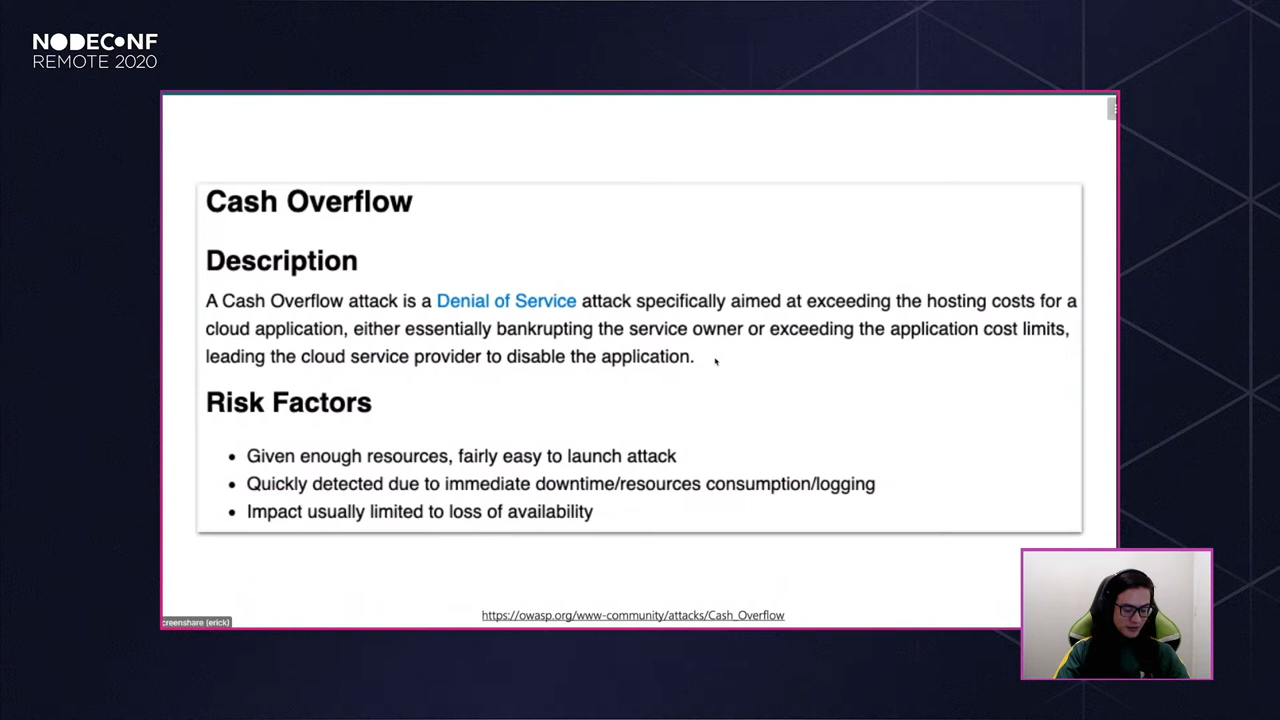 NODECONF
REMOTE 2020
Cash Overflow
Description
A Cash Overflow attack is a Denial of Service attack specifically aimed at exceeding the hosting costs for a
cloud application, either essentially bankrupting the service owner or exceeding the application cost limits,
leading the cloud service provider to disable the application.
Risk Factors
• Given enough resources, fairly easy to launch attack
• Quickly detected due to immediate downtime/resources consumption/logging
• Impact usually limited to loss of availability
https://owasp.org/www-community/attacks/Cash_Overflow
creenshare (erick)